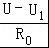 U - U₁
R₀